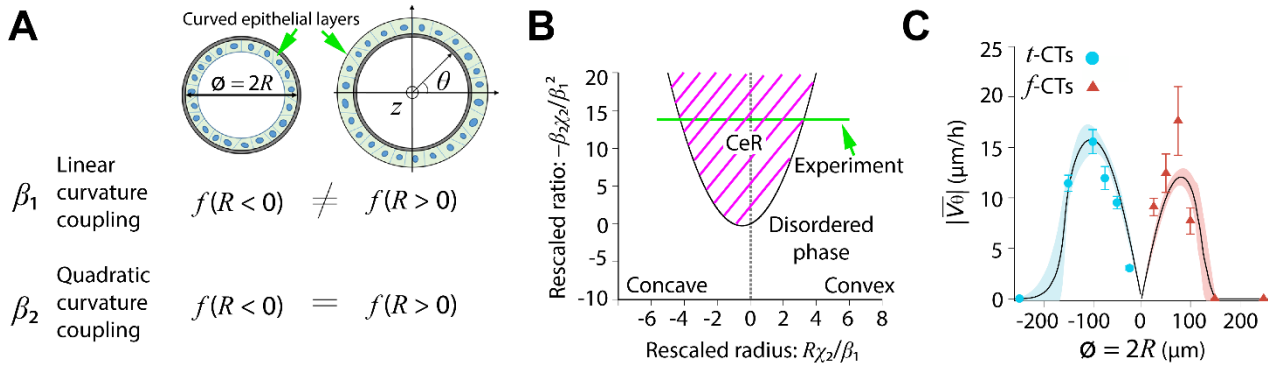 A
Curved epithelial layers
ø = 2R
θ
z
β₁
Linear
curvature
coupling
f(R < 0) ≠ f(R > 0)
β₂
Quadratic
curvature
coupling
f(R < 0) = f(R > 0)
B
Rescaled ratio: −β₂χ₂/β₁²
20
15
10
5
0
-5
-10
CeR
Experiment
Disordered
phase
Concave
Convex
-6 -4 -2 0 2 4 6 8
Rescaled radius: Rχ₂/β₁
C
|V̅θ| (µm/h)
25
20
15
10
5
0
t-CTs
f-CTs
-200 -100 0 100 200
ø = 2R (µm)